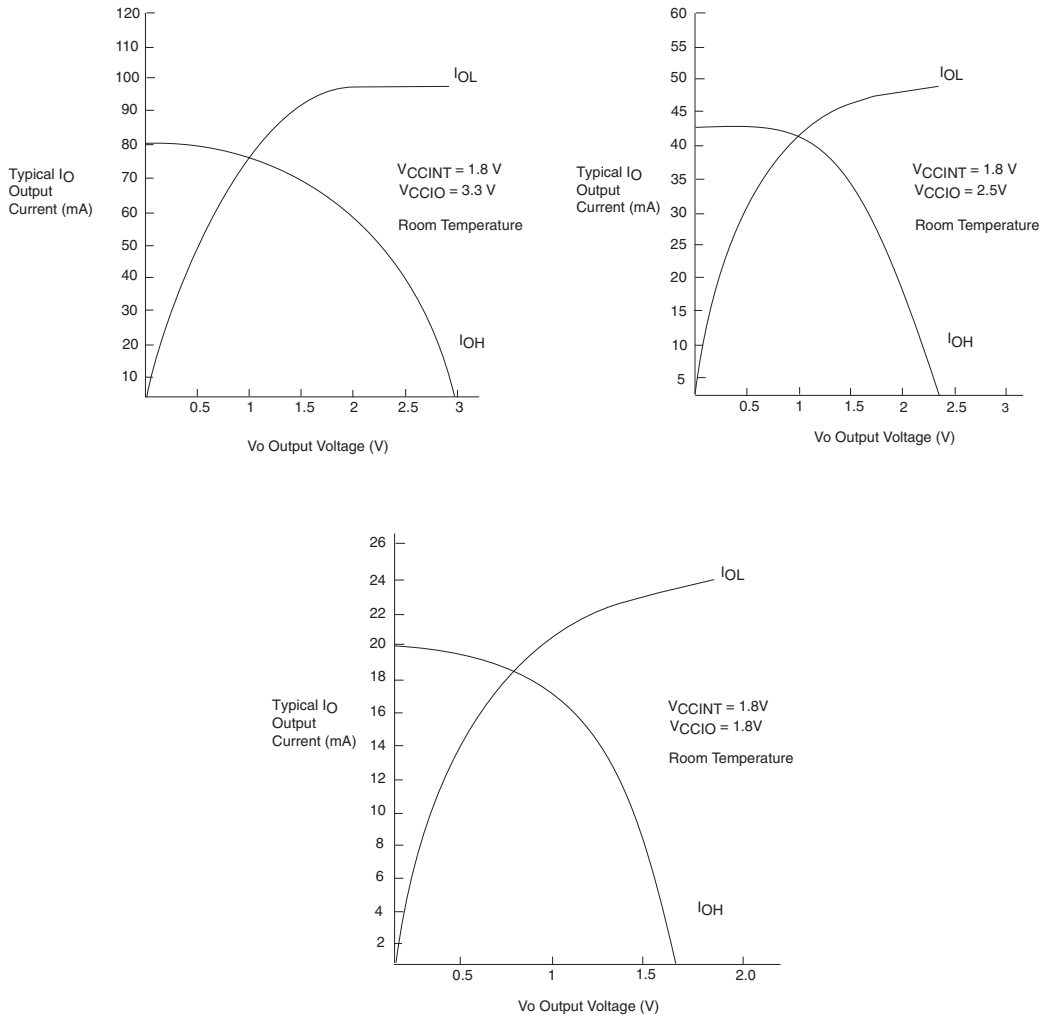 120
110
100
90
80
70
60
50
40
30
20
10
Typical IO
Output
Current (mA)
IOL
VCCINT = 1.8 V
VCCIO = 3.3 V
Room Temperature
IOH
0.5 1 1.5 2 2.5 3
Vo Output Voltage (V)
60
55
50
45
40
35
30
25
20
15
10
5
Typical IO
Output
Current (mA)
IOL
VCCINT = 1.8 V
VCCIO = 2.5V
Room Temperature
IOH
0.5 1 1.5 2 2.5 3
Vo Output Voltage (V)
26
24
22
20
18
16
14
12
10
8
6
4
2
Typical IO
Output
Current (mA)
IOL
VCCINT = 1.8V
VCCIO = 1.8V
Room Temperature
IOH
0.5 1 1.5 2.0
Vo Output Voltage (V)